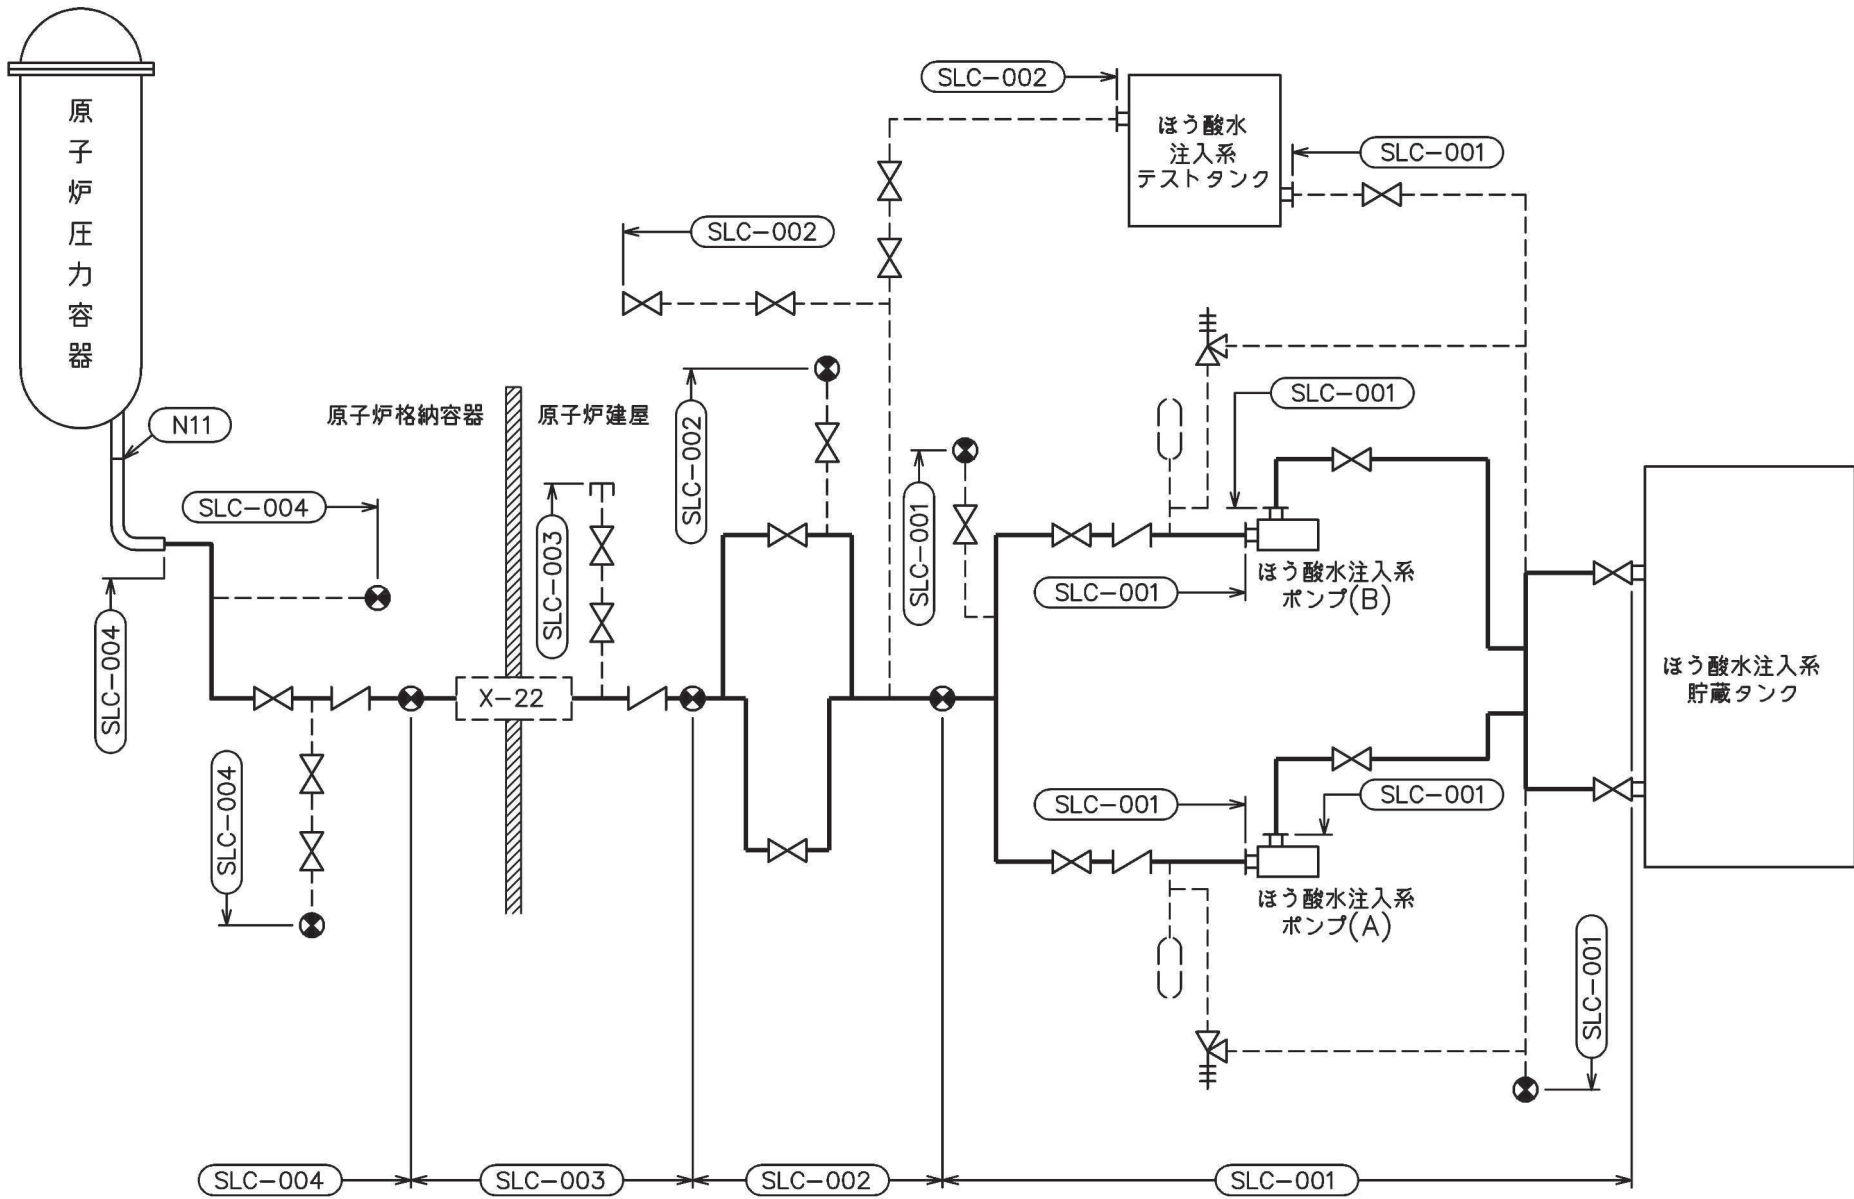 原子炉圧力容器
N11
SLC-004
SLC-004
SLC-004
原子炉格納容器
原子炉建屋
X-22
SLC-003
SLC-002
SLC-002
SLC-002
ほう酸水
注入系
テストタンク
SLC-001
SLC-001
SLC-001
SLC-001
ほう酸水注入系
ポンプ(B)
SLC-001
SLC-001
ほう酸水注入系
ポンプ(A)
ほう酸水注入系
貯蔵タンク
SLC-001
SLC-004
SLC-003
SLC-002
SLC-001